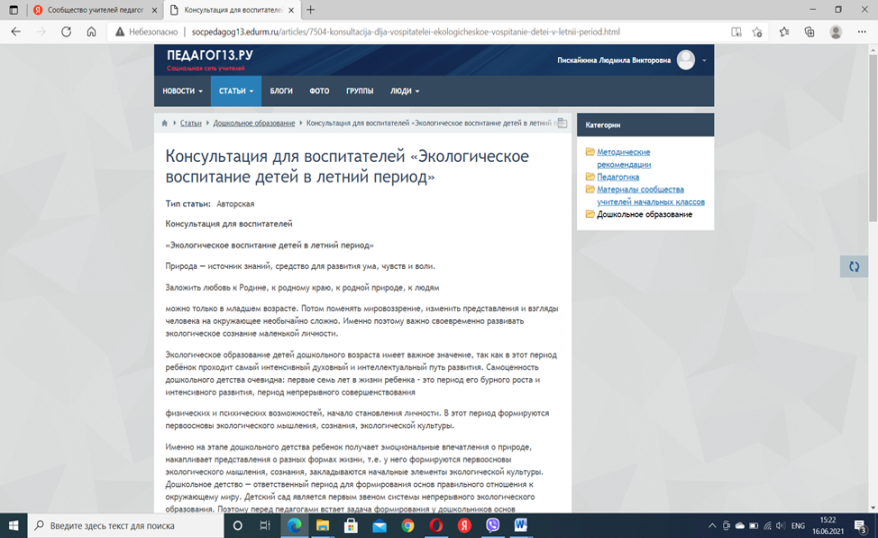 Сообщество учителей педагог
Консультация для воспитателей
Небезопасно | socpedagog13.edurm.ru/articles/7504-konsultacija-dlja-vospitatelei-ekologicheskoe-vospitanie-detei-v-letnii-period.html
ПЕДАГОГ13.РУ
Социальная сеть учителей
Пискайкина Людмила Викторовна
НОВОСТИ СТАТЬИ БЛОГИ ФОТО ГРУППЫ ЛЮДИ
Статьи Дошкольное образование Консультация для воспитателей «Экологическое воспитание детей в летний
Категории
Методические
рекомендации
Педагогика
Материалы сообщества
учителей начальных классов
Дошкольное образование
Консультация для воспитателей «Экологическое
воспитание детей в летний период»
Тип статьи: Авторская
Консультация для воспитателей
«Экологическое воспитание детей в летний период»
Природа — источник знаний, средство для развития ума, чувств и воли.
Заложить любовь к Родине, к родному краю, к родной природе, к людям
можно только в младшем возрасте. Потом поменять мировоззрение, изменить представления и взгляды
человека на окружающее необычайно сложно. Именно поэтому важно своевременно развивать
экологическое сознание маленькой личности.
Экологическое образование детей дошкольного возраста имеет важное значение, так как в этот период
ребёнок проходит самый интенсивный духовный и интеллектуальный путь развития. Самоценность
дошкольного детства очевидна: первые семь лет в жизни ребенка - это период его бурного роста и
интенсивного развития, период непрерывного совершенствования
физических и психических возможностей, начало становления личности. В этот период формируются
первоосновы экологического мышления, сознания, экологической культуры.
Именно на этапе дошкольного детства ребенок получает эмоциональные впечатления о природе,
накапливает представления о разных формах жизни, т.е. у него формируются первоосновы
экологического мышления, сознания, закладываются начальные элементы экологической культуры.
Дошкольное детство — ответственный период для формирования основ правильного отношения к
окружающему миру. Детский сад является первым звеном системы непрерывного экологического
образования. Поэтому перед педагогами встает задача формирования у дошкольников основ
Введите здесь текст для поиска
ENG
15:22
16.06.2021
3